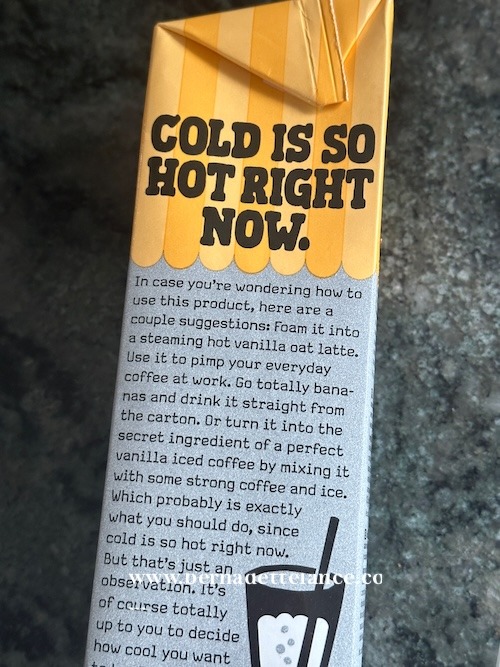 COLD IS SO
HOT RIGHT
NOW.
In case you're wondering how to
use this product, here are a
couple suggestions: Foam it into
a steaming hot vanilla oat latte.
Use it to pimp your everyday
coffee at work. Go totally bana-
nas and drink it straight from
the carton. Or turn it into the
secret ingredient of a perfect
vanilla iced coffee by mixing it
with some strong coffee and ice.
Which probably is exactly
what you should do, since
cold is so hot right now.
But that's just an
www.bernadettelance.co
observation. It's
of course totally
up to you to decide
how cool you want